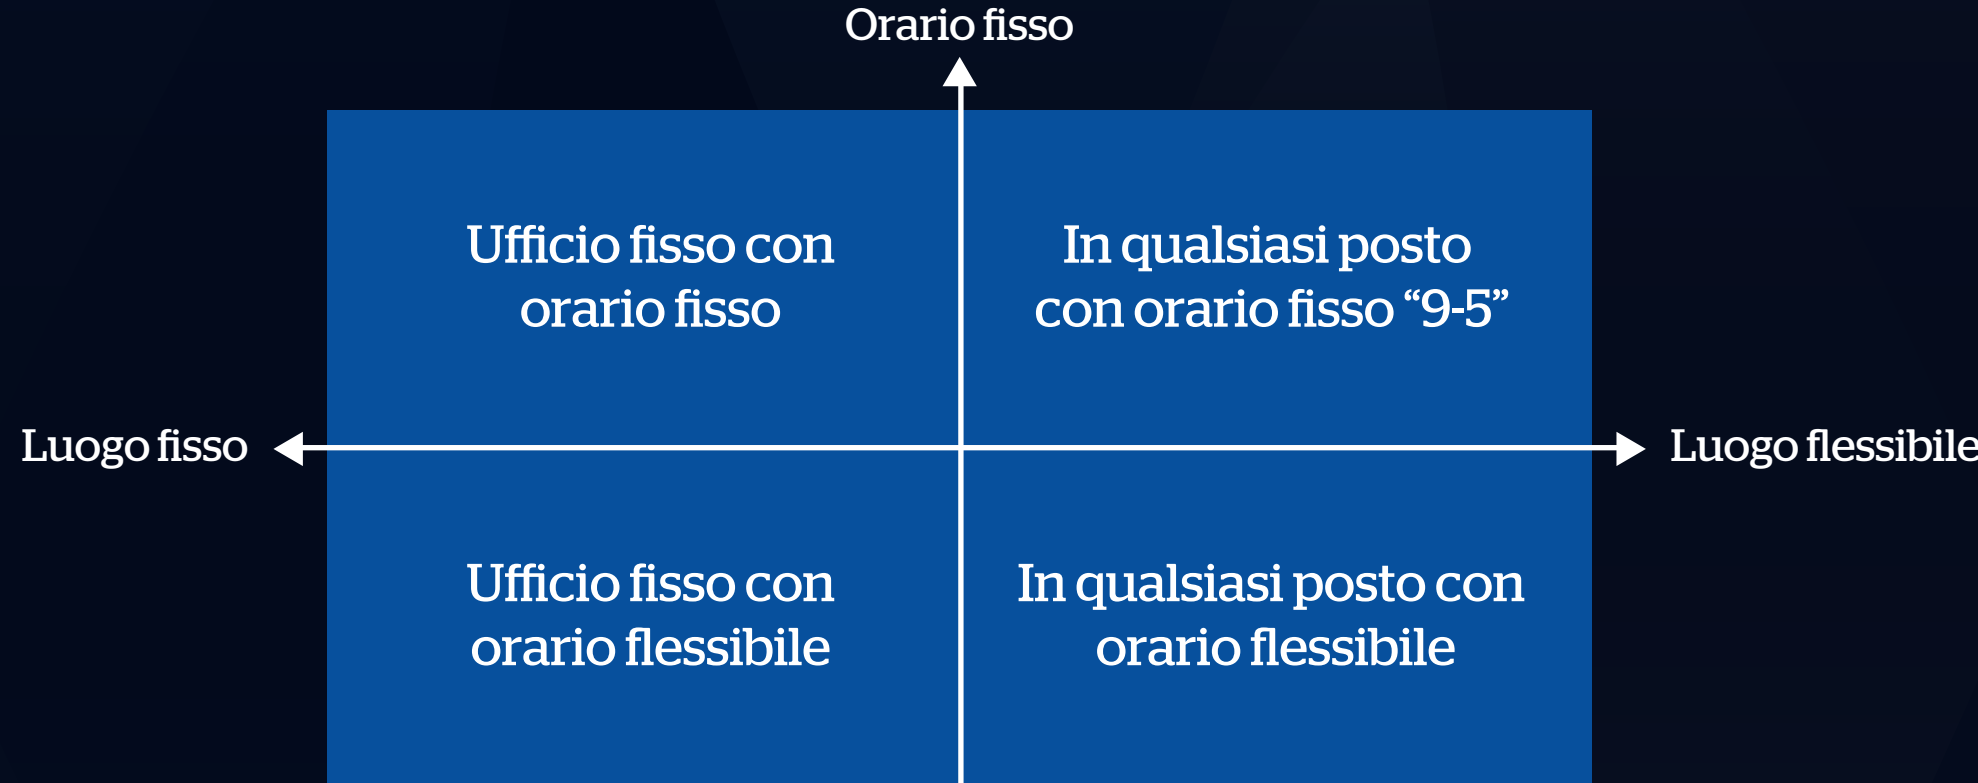 Orario fisso
Ufficio fisso con
orario fisso
In qualsiasi posto
con orario fisso “9-5”
Luogo fisso
Luogo flessibile
Ufficio fisso con
orario flessibile
In qualsiasi posto con
orario flessibile